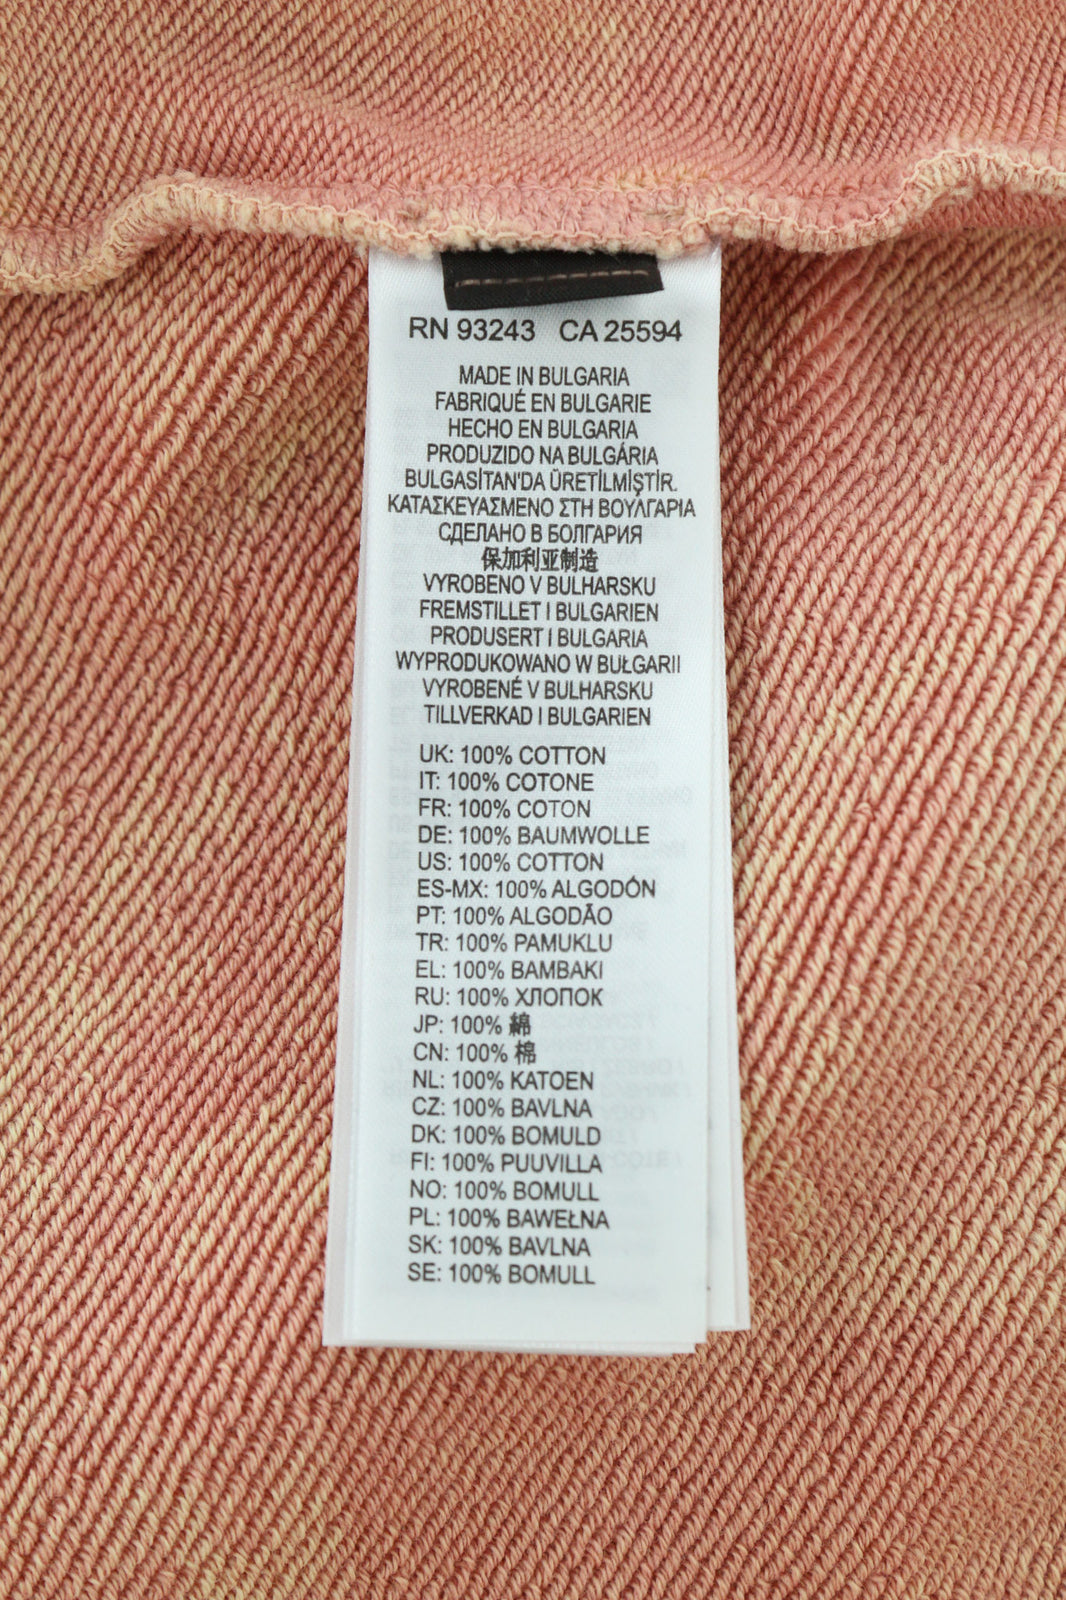 RN 93243 CA 25594
MADE IN BULGARIA
FABRIQUÉ EN BULGARIE
HECHO EN BULGARIA
PRODUZIDO NA BULGÁRIA
BULGASİTAN'DA ÜRETİLMİŞTİR.
ΚΑΤΑΣΚΕΥΑΣΜΕΝΟ ΣΤΗ ΒΟΥΛΓΑΡΙΑ
СДЕЛАНО В БОЛГАРИЯ
保加利亚制造
VYROBENO V BULHARSKU
FREMSTILLET I BULGARIEN
PRODUSERT I BULGARIA
WYPRODUKOWANO W BUŁGARII
VYROBENÉ V BULHARSKU
TILLVERKAD I BULGARIEN
UK: 100% COTTON
IT: 100% COTONE
FR: 100% COTON
DE: 100% BAUMWOLLE
US: 100% COTTON
ES-MX: 100% ALGODÓN
PT: 100% ALGODÃO
TR: 100% PAMUKLU
EL: 100% ΒΑΜΒΑΚΙ
RU: 100% ХЛОПОК
JP: 100% 綿
CN: 100% 棉
NL: 100% KATOEN
CZ: 100% BAVLNA
DK: 100% BOMULD
FI: 100% PUUVILLA
NO: 100% BOMULL
PL: 100% BAWEŁNA
SK: 100% BAVLNA
SE: 100% BOMULL